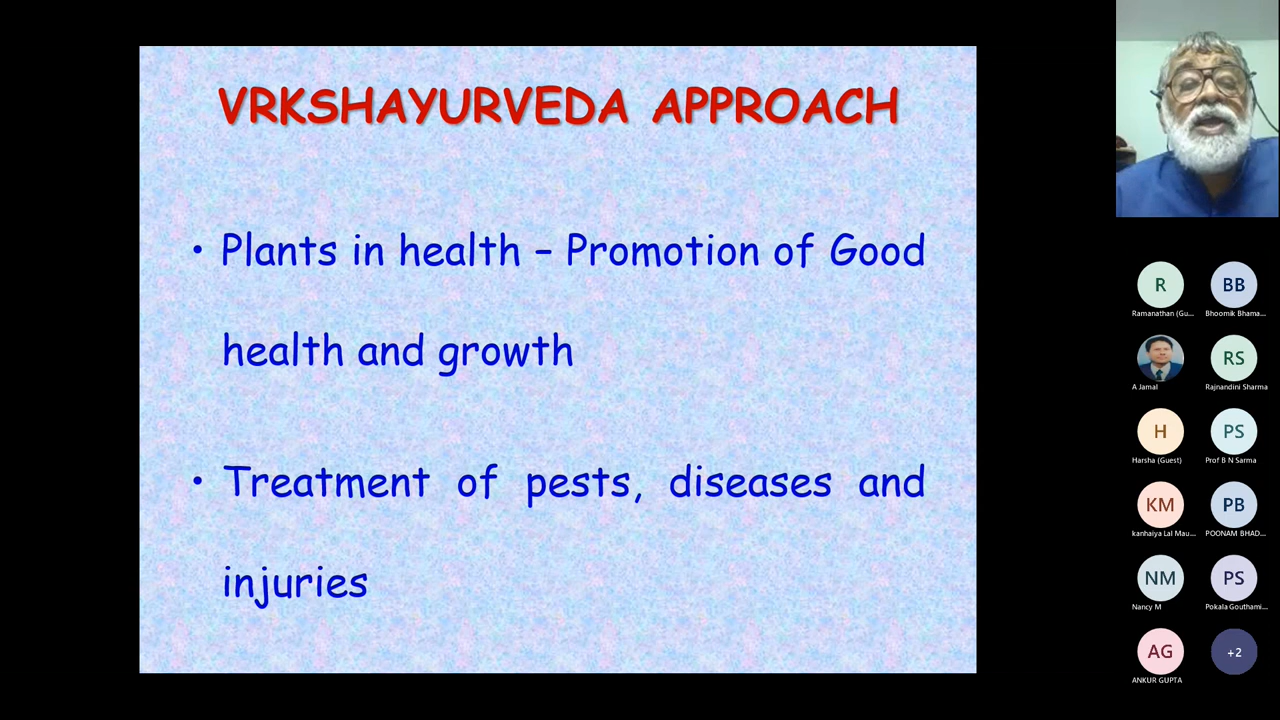 VRKSHAYURVEDA APPROACH
• Plants in health – Promotion of Good
health and growth
• Treatment of pests, diseases and
injuries
R
BB
Ramanathan (Gu...
Bhoomik Bhama...
RS
A Jamal
Rajnandini Sharma
H
PS
Harsha (Guest)
Prof B N Sarma
KM
PB
kanhaiya Lal Mau...
POONAM BHAD...
NM
PS
Nancy M
Pokala Gouthami...
AG
+2
ANKUR GUPTA